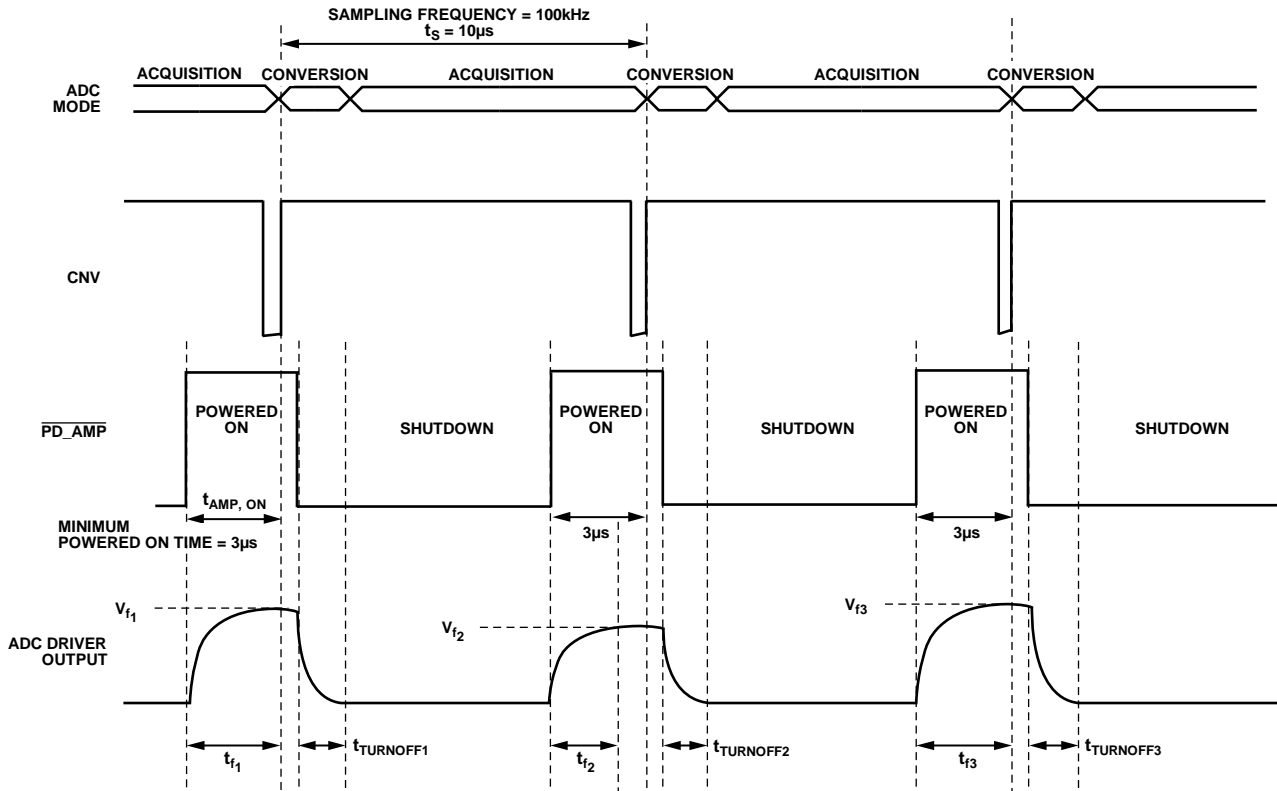 SAMPLING FREQUENCY = 100kHz
tS = 10µs
ACQUISITION CONVERSION ACQUISITION CONVERSION ACQUISITION CONVERSION
ADC
MODE
CNV
POWERED
ON
POWERED
ON
POWERED
ON
PD_AMP
SHUTDOWN SHUTDOWN SHUTDOWN
tAMP, ON
MINIMUM
POWERED ON TIME = 3µs
3µs
3µs
Vf1
Vf2
Vf3
ADC DRIVER
OUTPUT
tf1
tTURNOFF1
tf2
tTURNOFF2
tf3
tTURNOFF3